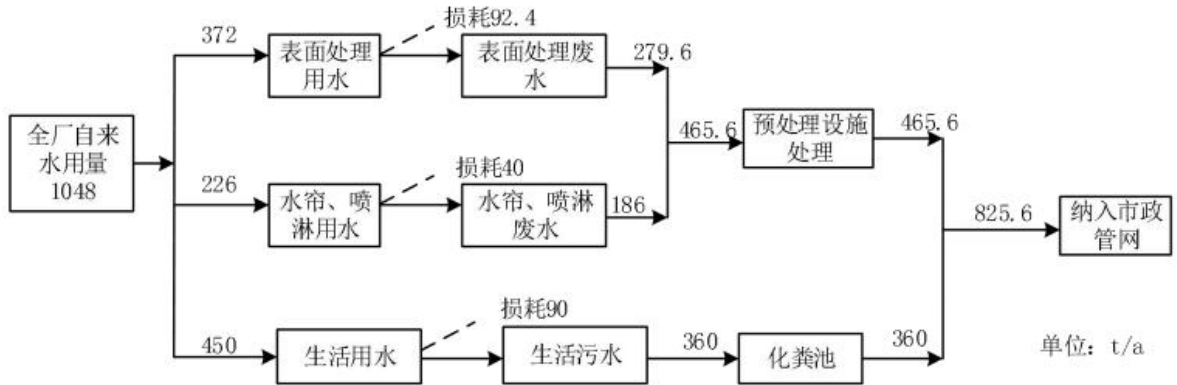 损耗92.4
372
表面处理
用水
表面处理废
水
279.6
全厂自来
水用量
1048
465.6
预处理设施
处理
465.6
损耗40
226
水帘、喷
淋用水
水帘、喷淋
废水
186
825.6
纳入市政
管网
损耗90
450
生活用水
生活污水
360
化粪池
360
单位：t/a